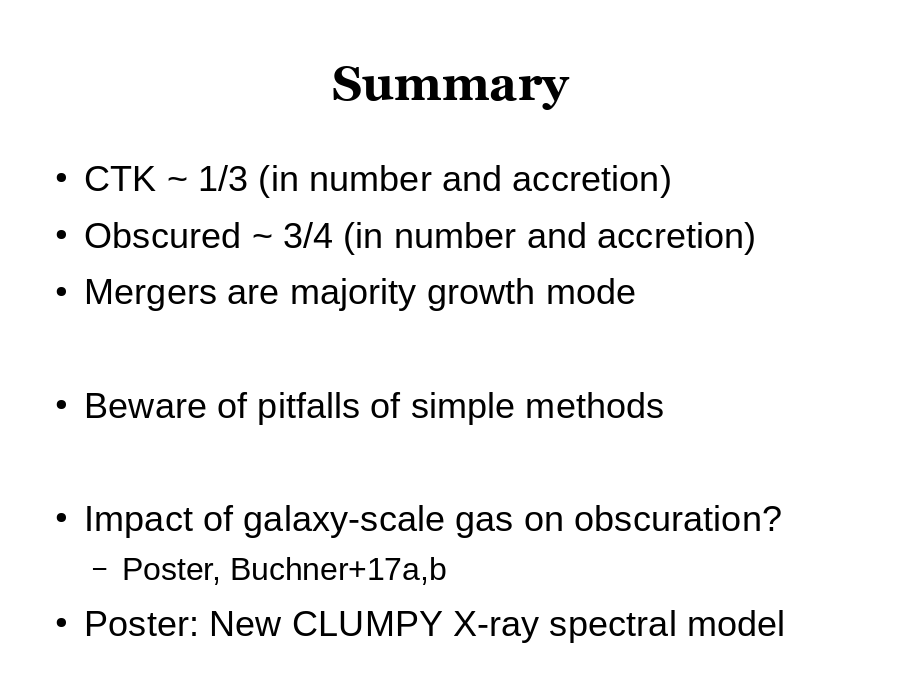 Summary
• CTK ~ 1/3 (in number and accretion)
• Obscured ~ 3/4 (in number and accretion)
• Mergers are majority growth mode
• Beware of pitfalls of simple methods
• Impact of galaxy-scale gas on obscuration?
– Poster, Buchner+17a,b
• Poster: New CLUMPY X-ray spectral model